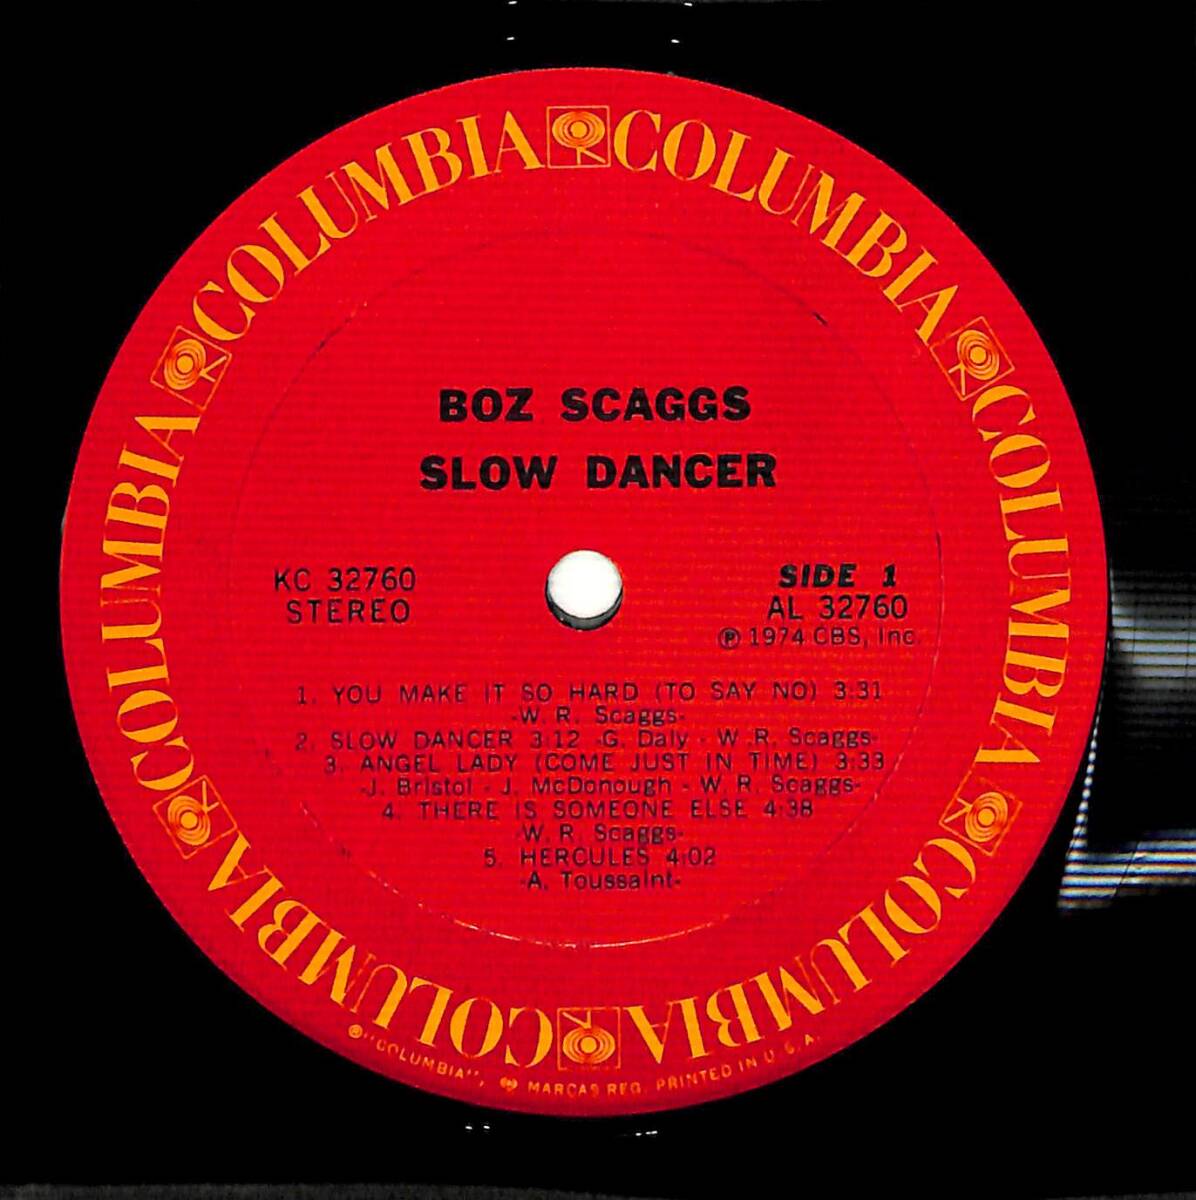 COLUMBIA COLUMBIA COLUMBIA COLUMBIA COLUMBIA COLUMBIA
BOZ SCAGGS
SLOW DANCER
KC 32760
STEREO
SIDE 1
AL 32760
℗ 1974 CBS, Inc.
1. YOU MAKE IT SO HARD (TO SAY NO) 3:31
-W. R. Scaggs-
2. SLOW DANCER 3:12 -G. Daly - W. R. Scaggs-
3. ANGEL LADY (COME JUST IN TIME) 3:33
-J. Bristol - J. McDonough - W. R. Scaggs-
4. THERE IS SOMEONE ELSE 4:38
-W. R. Scaggs-
5. HERCULES 4:02
-A. Toussaint-
® "COLUMBIA", MARCAS REG. PRINTED IN U.S.A.